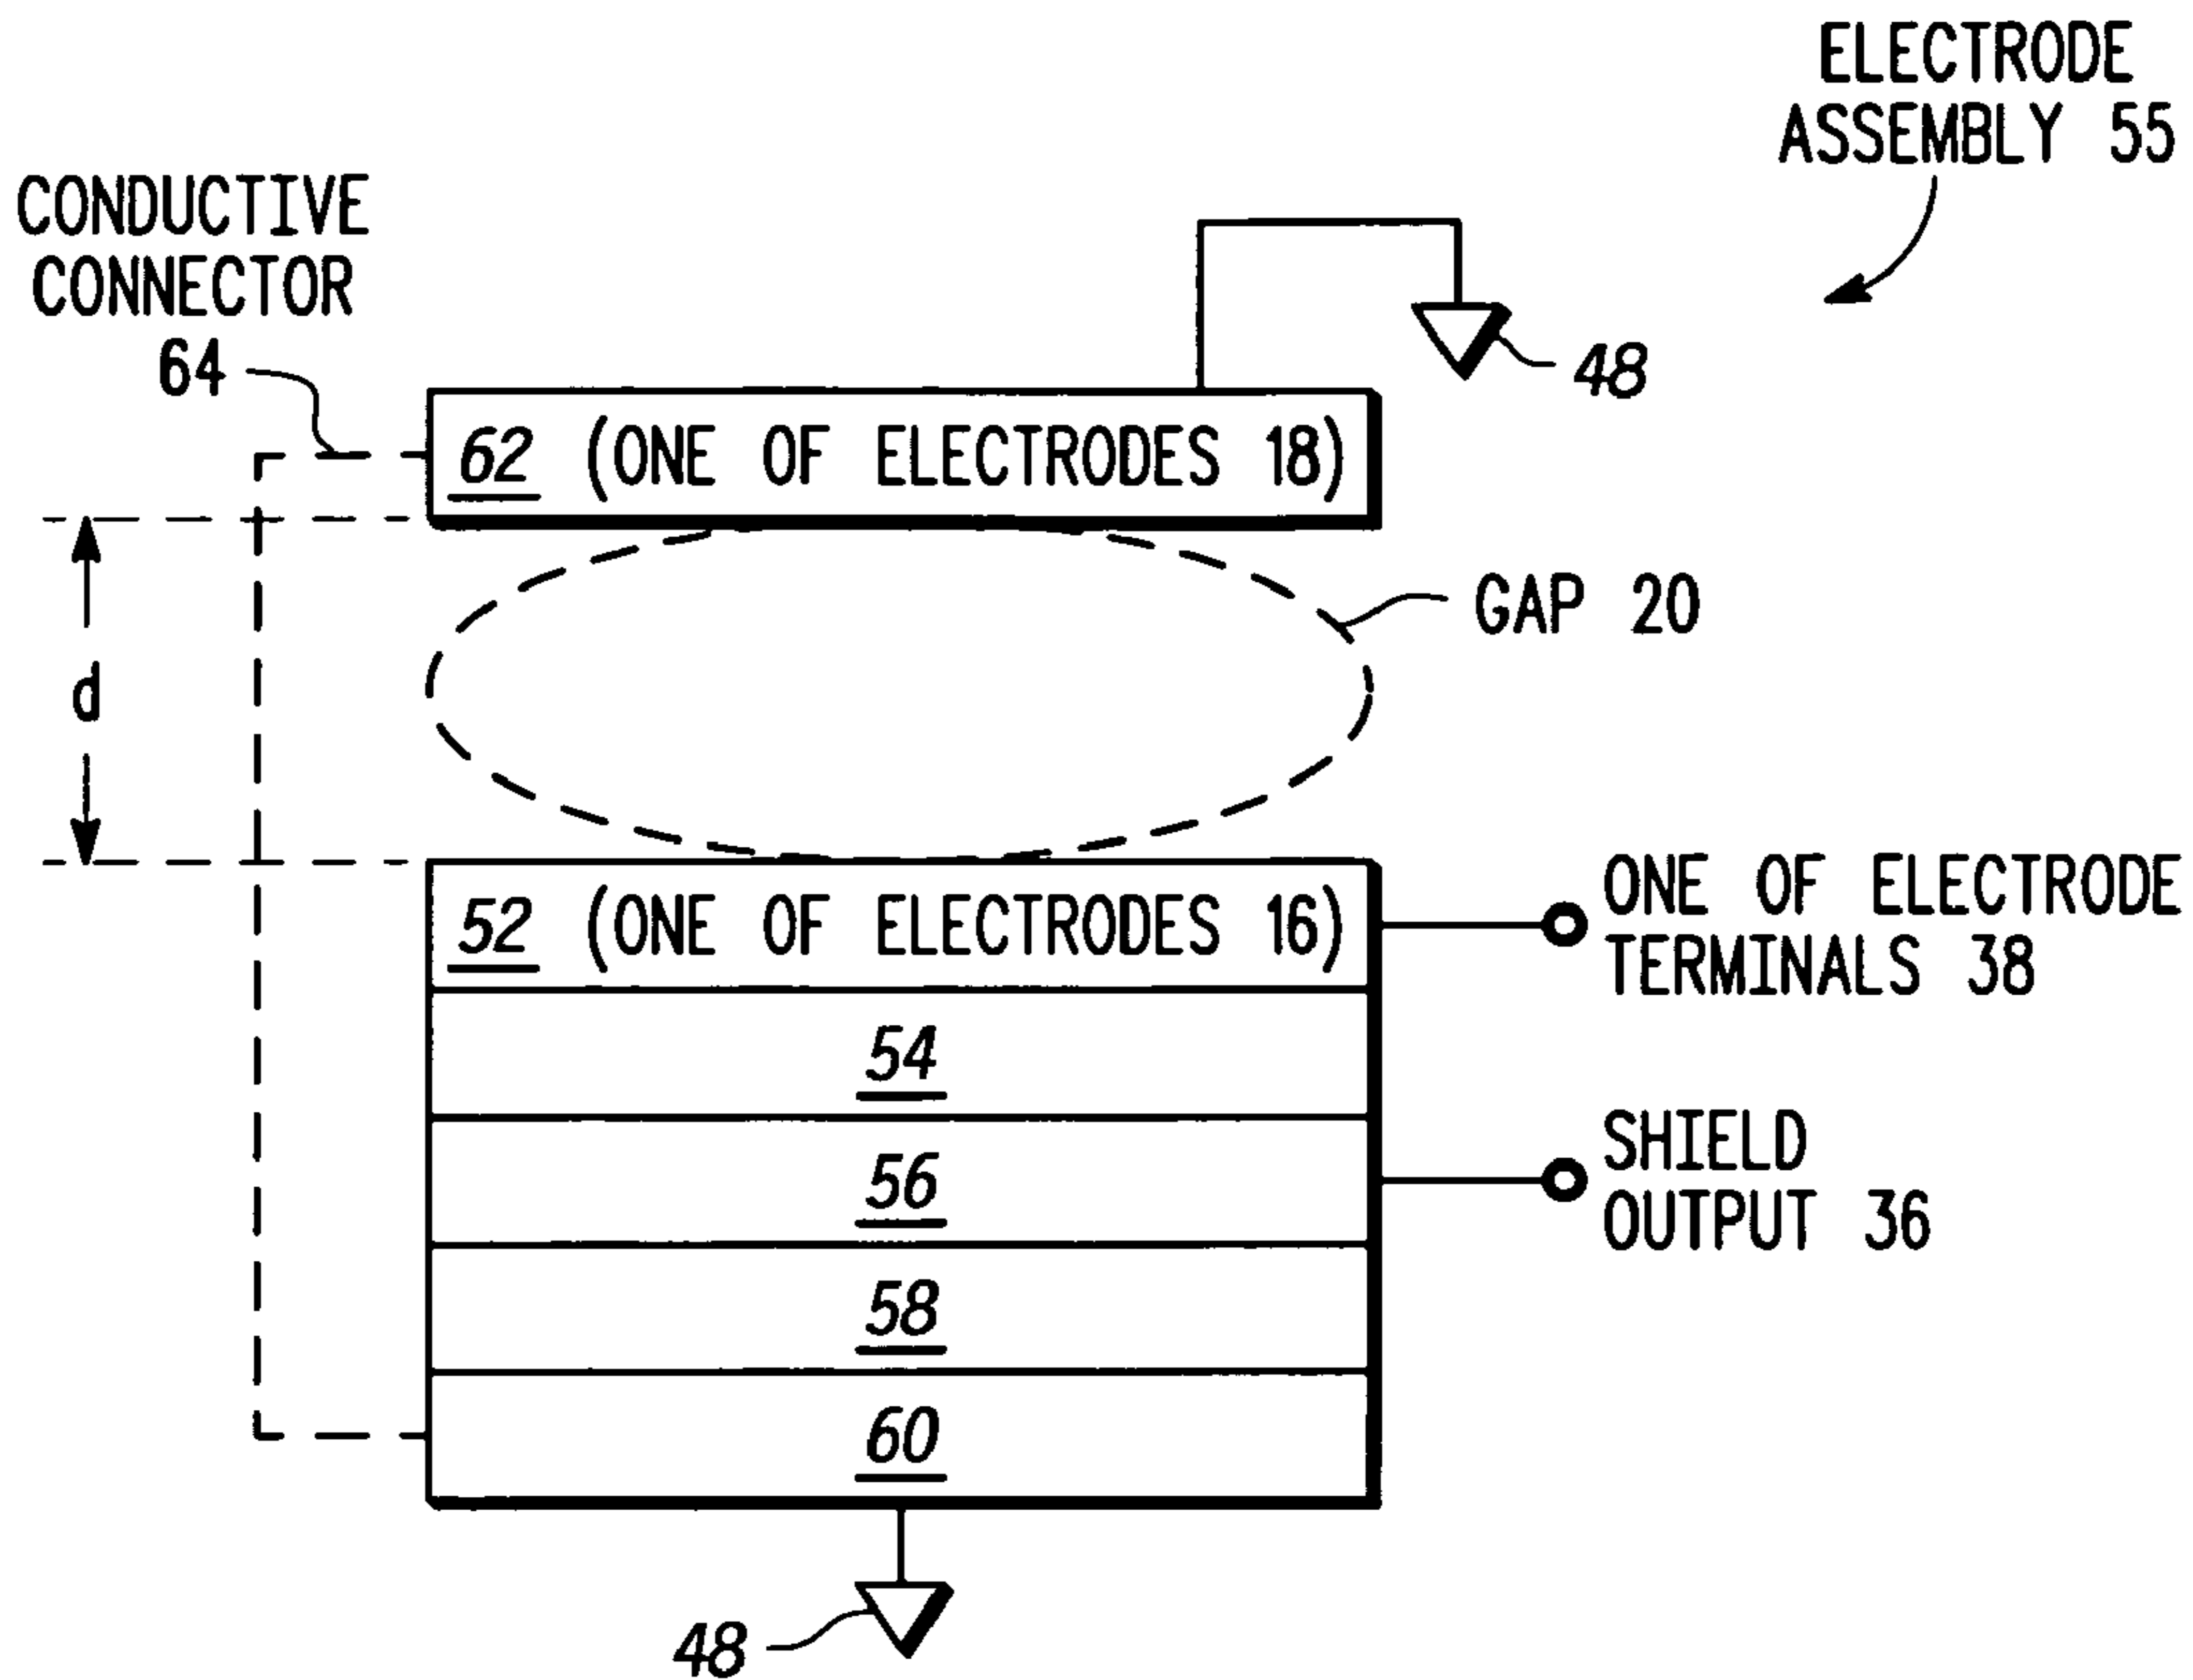 ELECTRODE
ASSEMBLY 55
CONDUCTIVE
CONNECTOR
64
48
62 (ONE OF ELECTRODES 18)
GAP 20
d
52 (ONE OF ELECTRODES 16)
ONE OF ELECTRODE
TERMINALS 38
54
56
SHIELD
OUTPUT 36
58
60
48